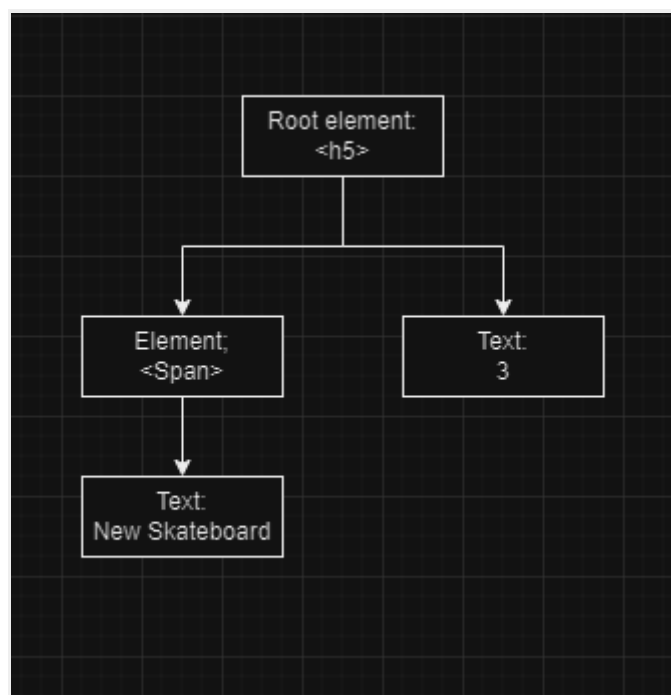 Root element:
<h5>
Element;
<Span>
Text:
3
Text:
New Skateboard